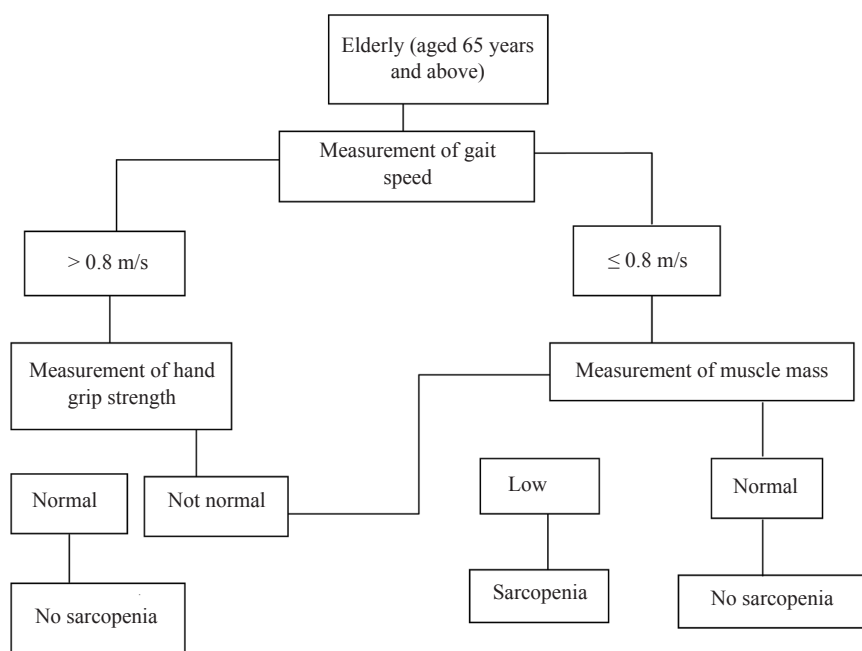 Elderly (aged 65 years
and above)
Measurement of gait
speed
> 0.8 m/s
≤ 0.8 m/s
Measurement of hand
grip strength
Measurement of muscle mass
Normal
Not normal
Low
Normal
No sarcopenia
Sarcopenia
No sarcopenia